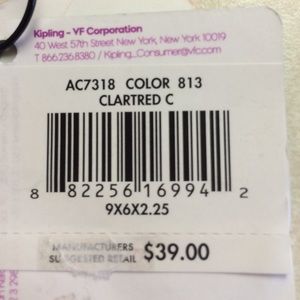 Kipling - VF Corporation
40 West 57th Street New York, New York 10019
T 866 236 8380 / Kipling_Consumer@vfc.com
AC7318 COLOR 813
CLARTRED C
8 82256 16994 2
9X6X2.25
MANUFACTURERS
SUGGESTED RETAIL $39.00